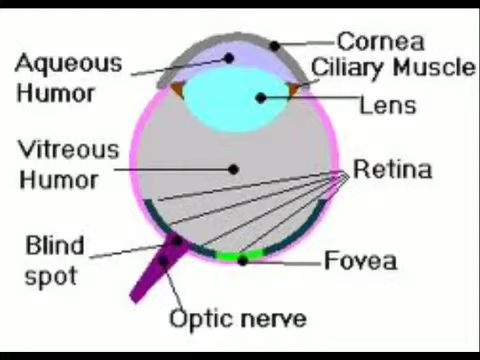 Cornea
Aqueous
Humor
Ciliary Muscle
Lens
Vitreous
Humor
Retina
Blind
spot
Fovea
Optic nerve